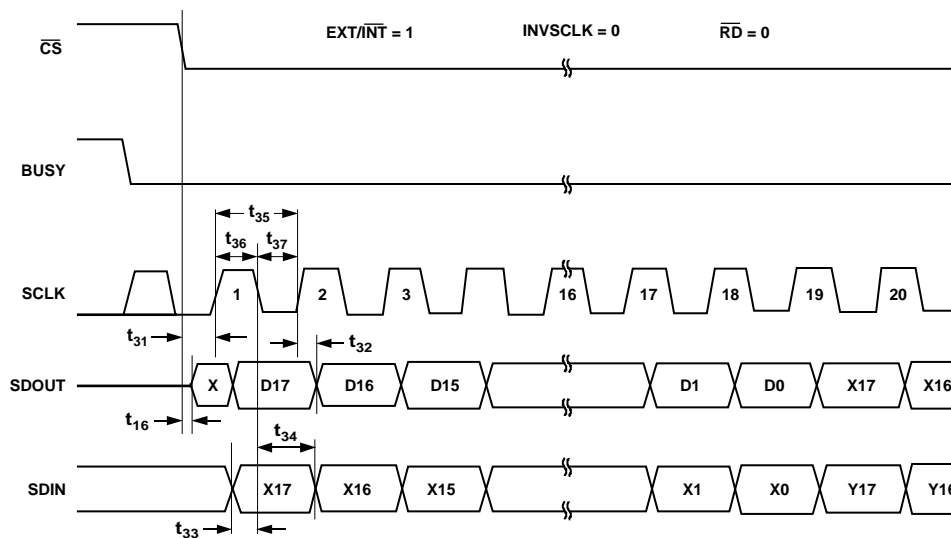 EXT/INT = 1 INVSCLK = 0 RD = 0
CS
BUSY
t35
t36 t37
SCLK 1 2 3 16 17 18 19 20
t31 t32
SDOUT X D17 D16 D15 D1 D0 X17 X16
t16
t34
SDIN X17 X16 X15 X1 X0 Y17 Y16
t33